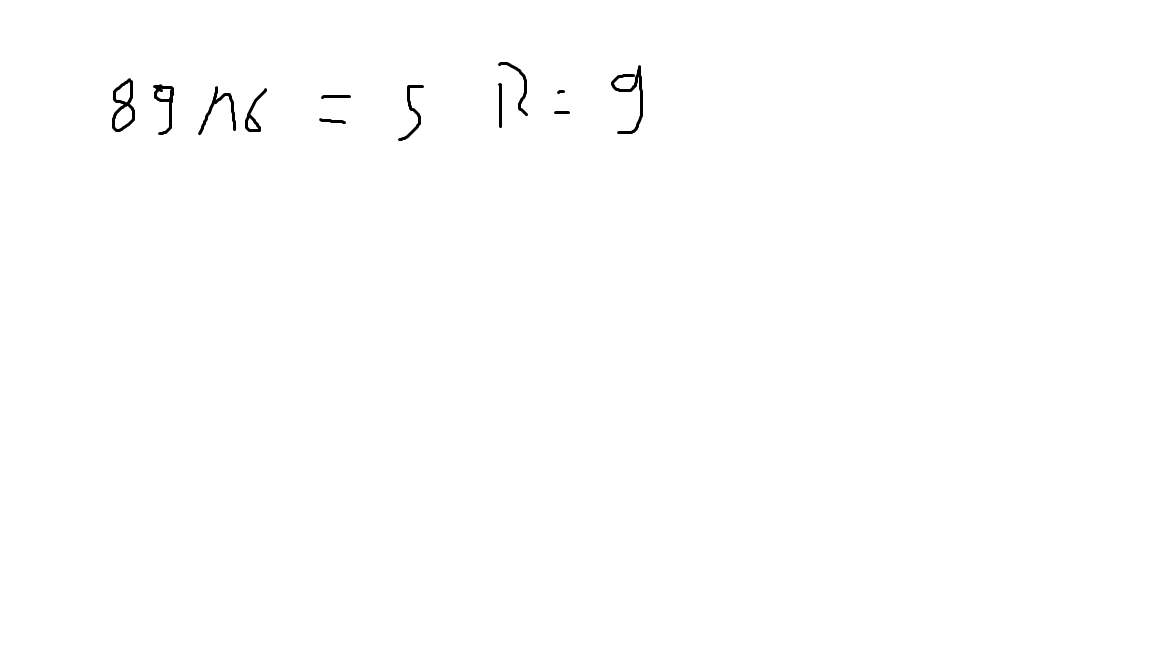 89/16 = 5 R = 9